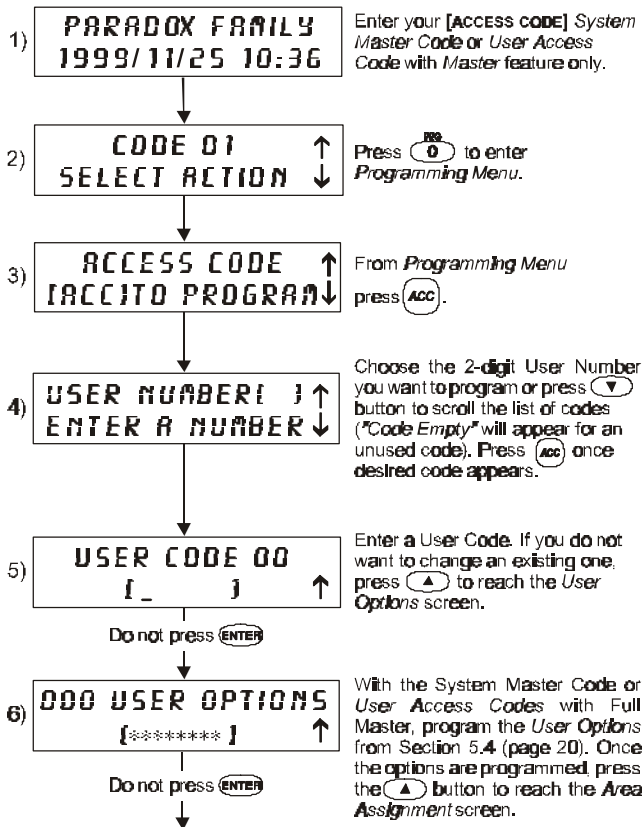 1)
PARADOX FAMILY
1999/11/25 10:36
Enter your [ACCESS CODE] System
Master Code or User Access
Code with Master feature only.
2)
CODE 01 ↑
SELECT ACTION ↓
Press PRG 0 to enter
Programming Menu.
3)
ACCESS CODE ↑
[ACC]TO PROGRAM↓
From Programming Menu
press ACC.
4)
USER NUMBER[ ] ↑
ENTER A NUMBER ↓
Choose the 2-digit User Number
you want to program or press ▼
button to scroll the list of codes
("Code Empty" will appear for an
unused code). Press ACC once
desired code appears.
5)
USER CODE 00
[_ ] ↑
Enter a User Code. If you do not
want to change an existing one,
press ▲ to reach the User
Options screen.
Do not press ENTER
6)
000 USER OPTIONS
[******** ] ↑
With the System Master Code or
User Access Codes with Full
Master, program the User Options
from Section 5.4 (page 20). Once
the options are programmed, press
the ▲ button to reach the Area
Assignment screen.
Do not press ENTER